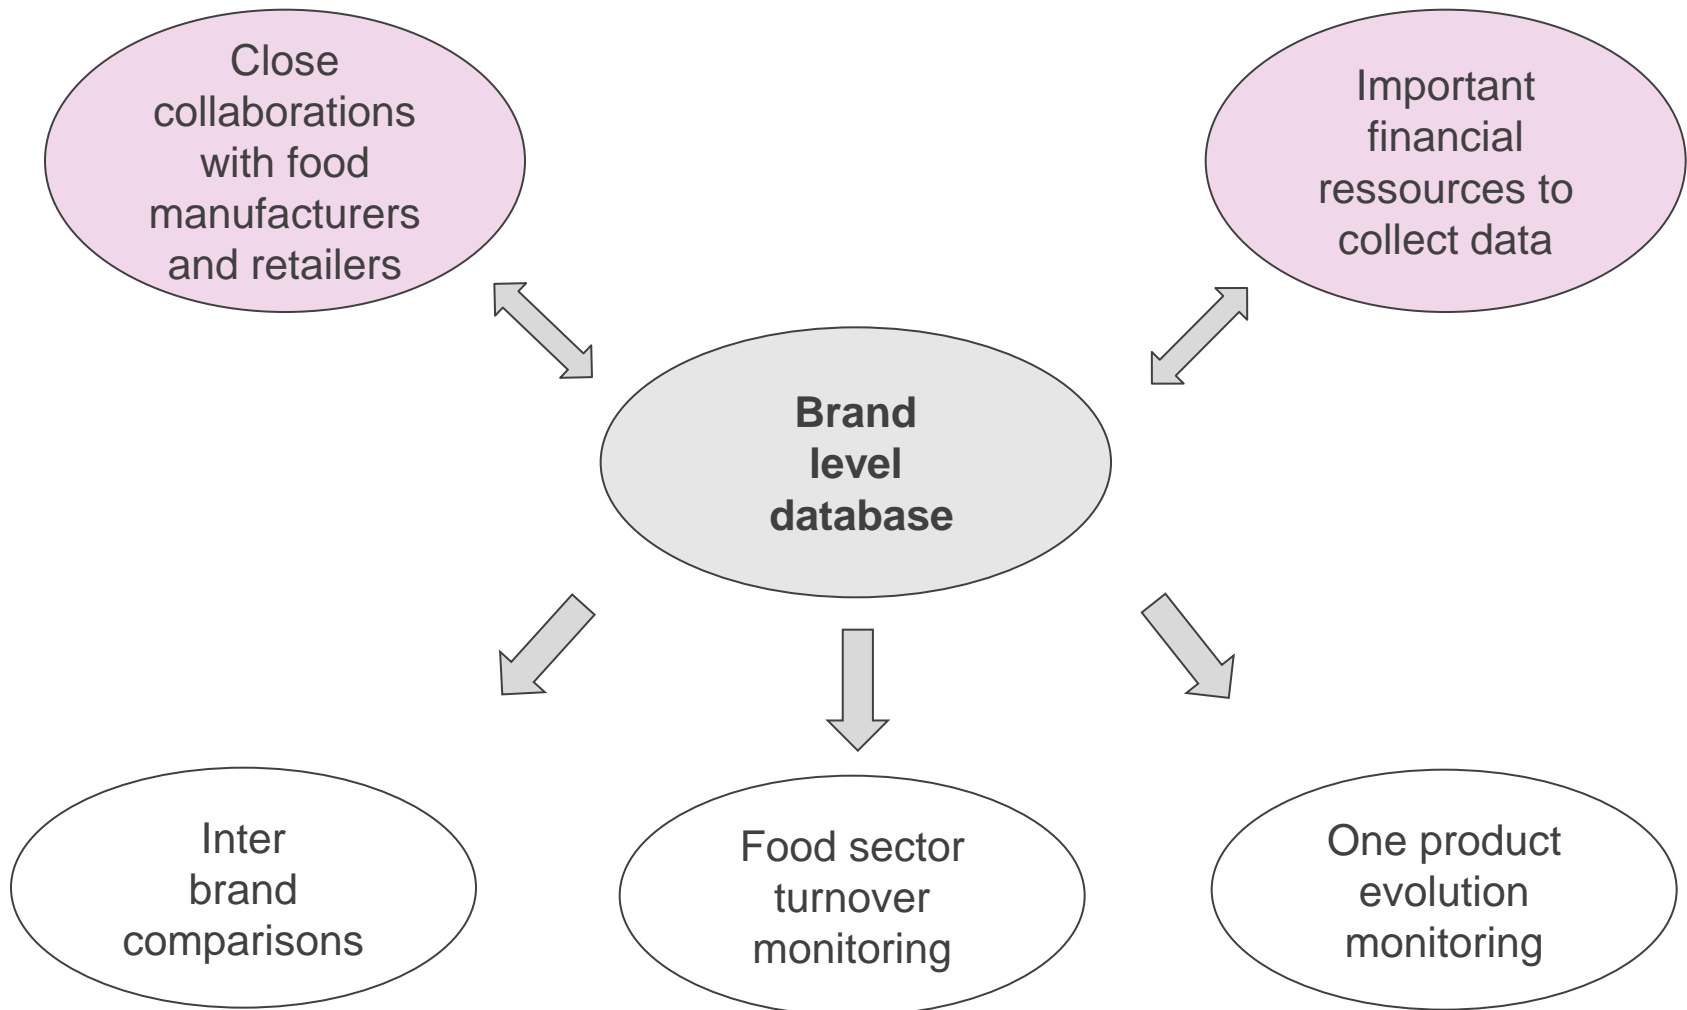 Close
collaborations
with food
manufacturers
and retailers
Important
financial
ressources to
collect data
Brand
level
database
Inter
brand
comparisons
Food sector
turnover
monitoring
One product
evolution
monitoring